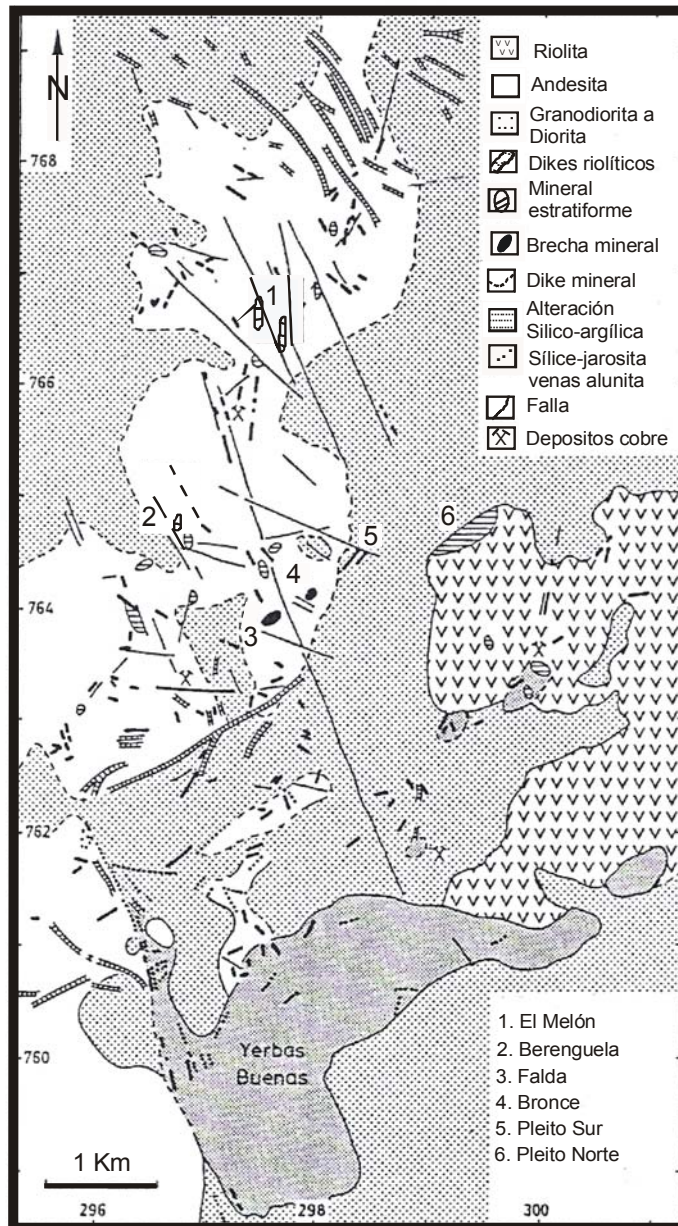 N
Riolita
Andesita
Granodiorita a
Diorita
Dikes riolíticos
Mineral
estratiforme
Brecha mineral
Dike mineral
Alteración
Silico-argílica
Sílice-jarosita
venas alunita
Falla
Depositos cobre
768
1
766
2
5
6
4
764
3
762
750
Yerbas
Buenas
1. El Melón
2. Berenguela
3. Falda
4. Bronce
5. Pleito Sur
6. Pleito Norte
1 Km
296
298
300